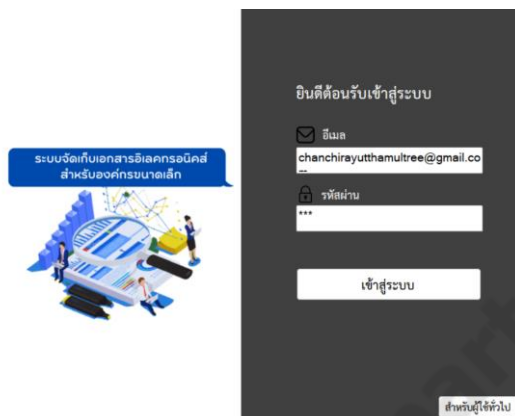 ระบบจัดเก็บเอกสารอิเลคทรอนิคส์
สำหรับองค์กรขนาดเล็ก
ยินดีต้อนรับเข้าสู่ระบบ
อีเมล
chanchirayutthamultree@gmail.co
รหัสผ่าน
***
เข้าสู่ระบบ
สำหรับผู้ใช้ทั่วไป